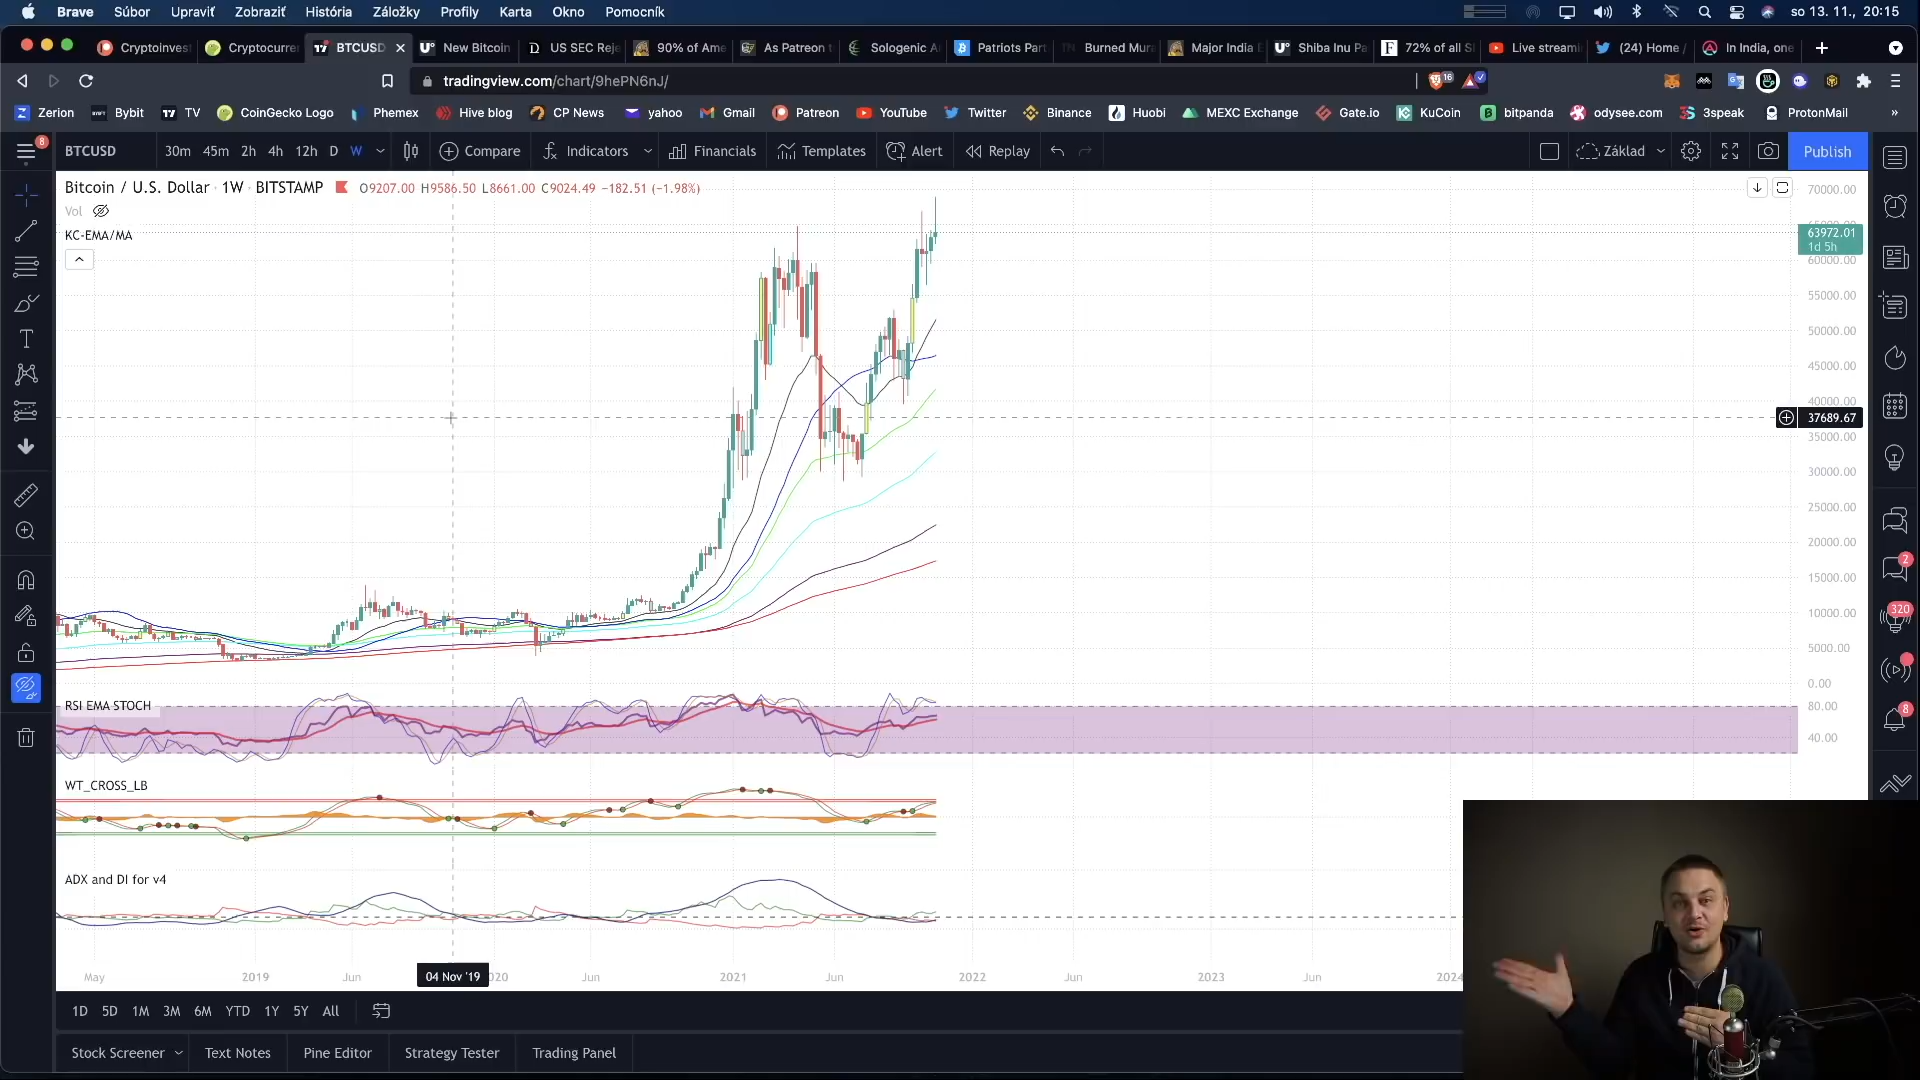 Brave Súbor Upraviť Zobraziť História Záložky Profily Karta Okno Pomocník so 13. 11., 20:15
Cryptoinves Cryptocurre BTCUSD New Bitcoin US SEC Reje 90% of Ame As Patreon Sologenic Patriots Part Burned Mura Major India Shiba Inu Pa 72% of all S Live streami (24) Home / In India, one
tradingview.com/chart/9hePN6nJ/ 16
Zerion Bybit TV CoinGecko Logo Phemex Hive blog CP News yahoo Gmail Patreon YouTube Twitter Binance Huobi MEXC Exchange Gate.io KuCoin bitpanda odysee.com 3speak ProtonMail »
8 BTCUSD 30m 45m 2h 4h 12h D W Compare Indicators Financials Templates Alert Replay Základ Publish
Bitcoin / U.S. Dollar · 1W · BITSTAMP O9207.00 H9586.50 L8661.00 C9024.49 −182.51 (−1.98%)
Vol
KC-EMA/MA
70000.00
65000.00
63972.01
1d 5h
60000.00
55000.00
50000.00
45000.00
40000.00
37689.67
35000.00
30000.00
25000.00
20000.00
15000.00
10000.00
5000.00
0.00
2
320
8
RSI EMA STOCH
80.00
40.00
WT_CROSS_LB
ADX and DI for v4
May 2019 Jun 04 Nov '19 020 Jun 2021 Jun 2022 Jun 2023 Jun 2024
1D 5D 1M 3M 6M YTD 1Y 5Y All
Stock Screener Text Notes Pine Editor Strategy Tester Trading Panel